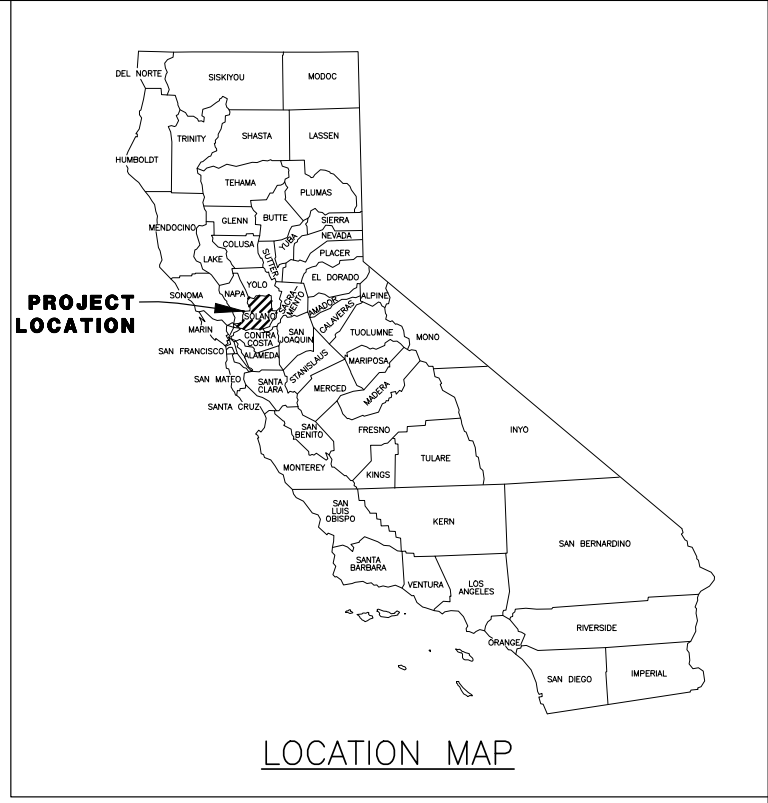 DEL NORTE
SISKIYOU
MODOC
TRINITY
SHASTA
LASSEN
HUMBOLDT
TEHAMA
PLUMAS
MENDOCINO
GLENN
BUTTE
SIERRA
NEVADA
YUBA
COLUSA
PLACER
LAKE
SUTTER
EL DORADO
YOLO
SONOMA
NAPA
SACRA-
MENTO
AMADOR
ALPINE
PROJECT
LOCATION
SOLANO
CALAVERAS
MARIN
CONTRA
COSTA
SAN
JOAQUIN
TUOLUMNE
MONO
SAN FRANCISCO
ALAMEDA
STANISLAUS
MARIPOSA
SAN MATEO
SANTA
CLARA
MERCED
MADERA
SANTA CRUZ
SAN
BENITO
FRESNO
INYO
MONTEREY
KINGS
TULARE
SAN
LUIS
OBISPO
KERN
SAN BERNARDINO
SANTA
BARBARA
VENTURA
LOS
ANGELES
ORANGE
RIVERSIDE
SAN DIEGO
IMPERIAL
LOCATION MAP